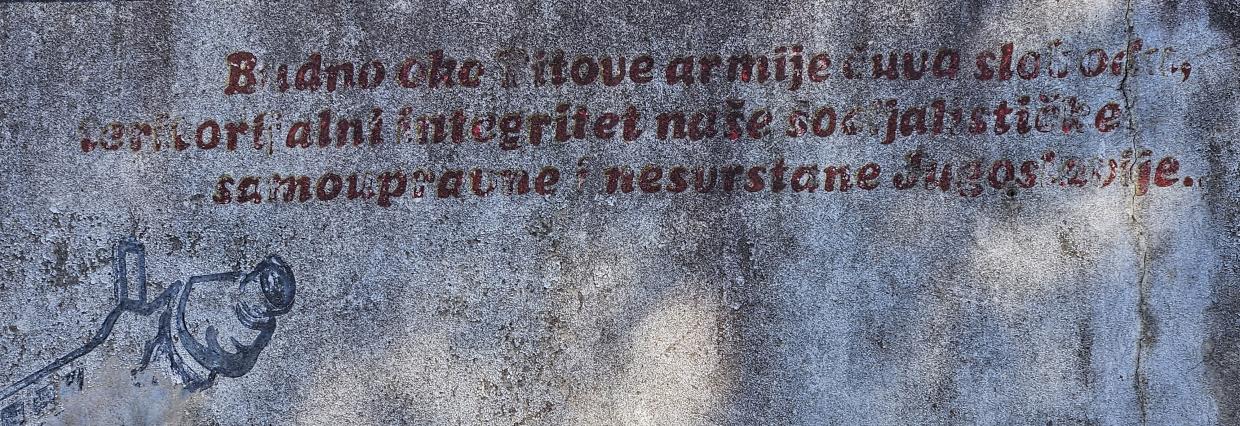 Budno oko Titove armije čuva slobodu,
teritorijalni integritet naše socijalističke
samoupravne i nesvrstane Jugoslavije.